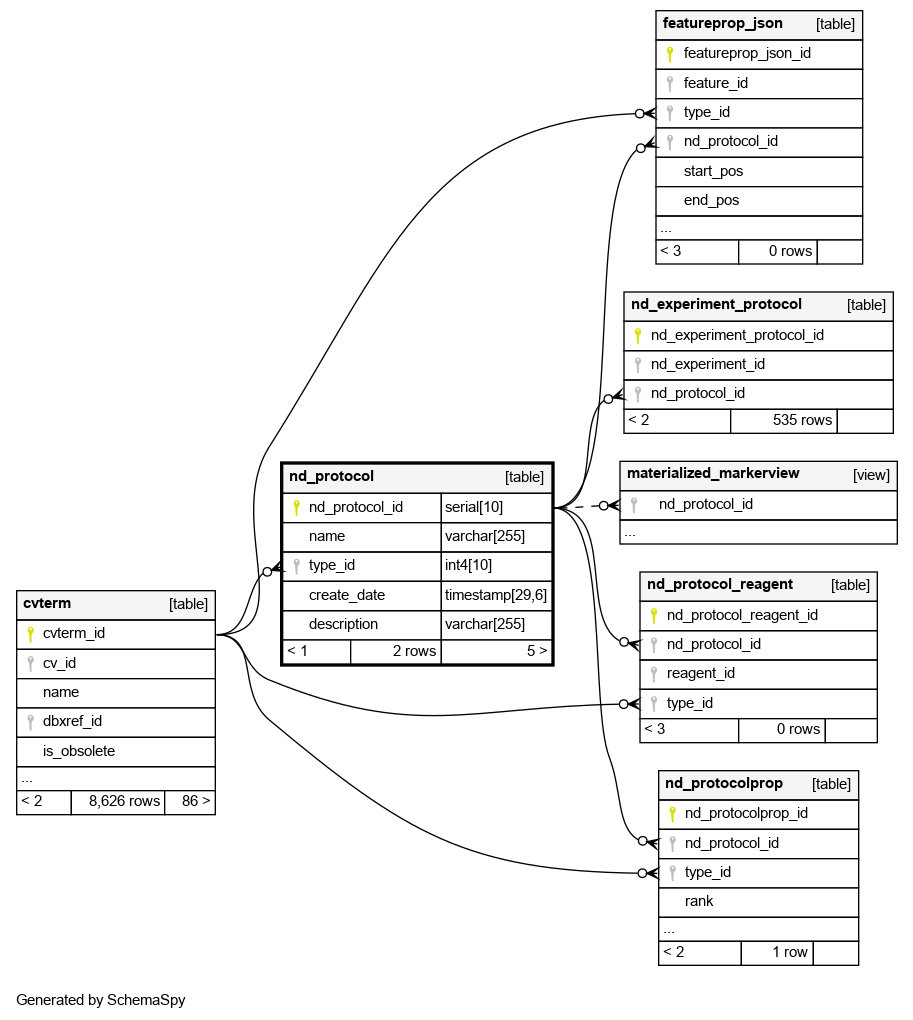 featureprop_json [table]
featureprop_json_id
feature_id
type_id
nd_protocol_id
start_pos
end_pos
...
< 3 0 rows
nd_experiment_protocol [table]
nd_experiment_protocol_id
nd_experiment_id
nd_protocol_id
< 2 535 rows
materialized_markerview [view]
nd_protocol_id
...
nd_protocol [table]
nd_protocol_id serial[10]
name varchar[255]
type_id int4[10]
create_date timestamp[29,6]
description varchar[255]
< 1 2 rows 5 >
nd_protocol_reagent [table]
nd_protocol_reagent_id
nd_protocol_id
reagent_id
type_id
< 3 0 rows
cvterm [table]
cvterm_id
cv_id
name
dbxref_id
is_obsolete
...
< 2 8,626 rows 86 >
nd_protocolprop [table]
nd_protocolprop_id
nd_protocol_id
type_id
rank
...
< 2 1 row
Generated by SchemaSpy